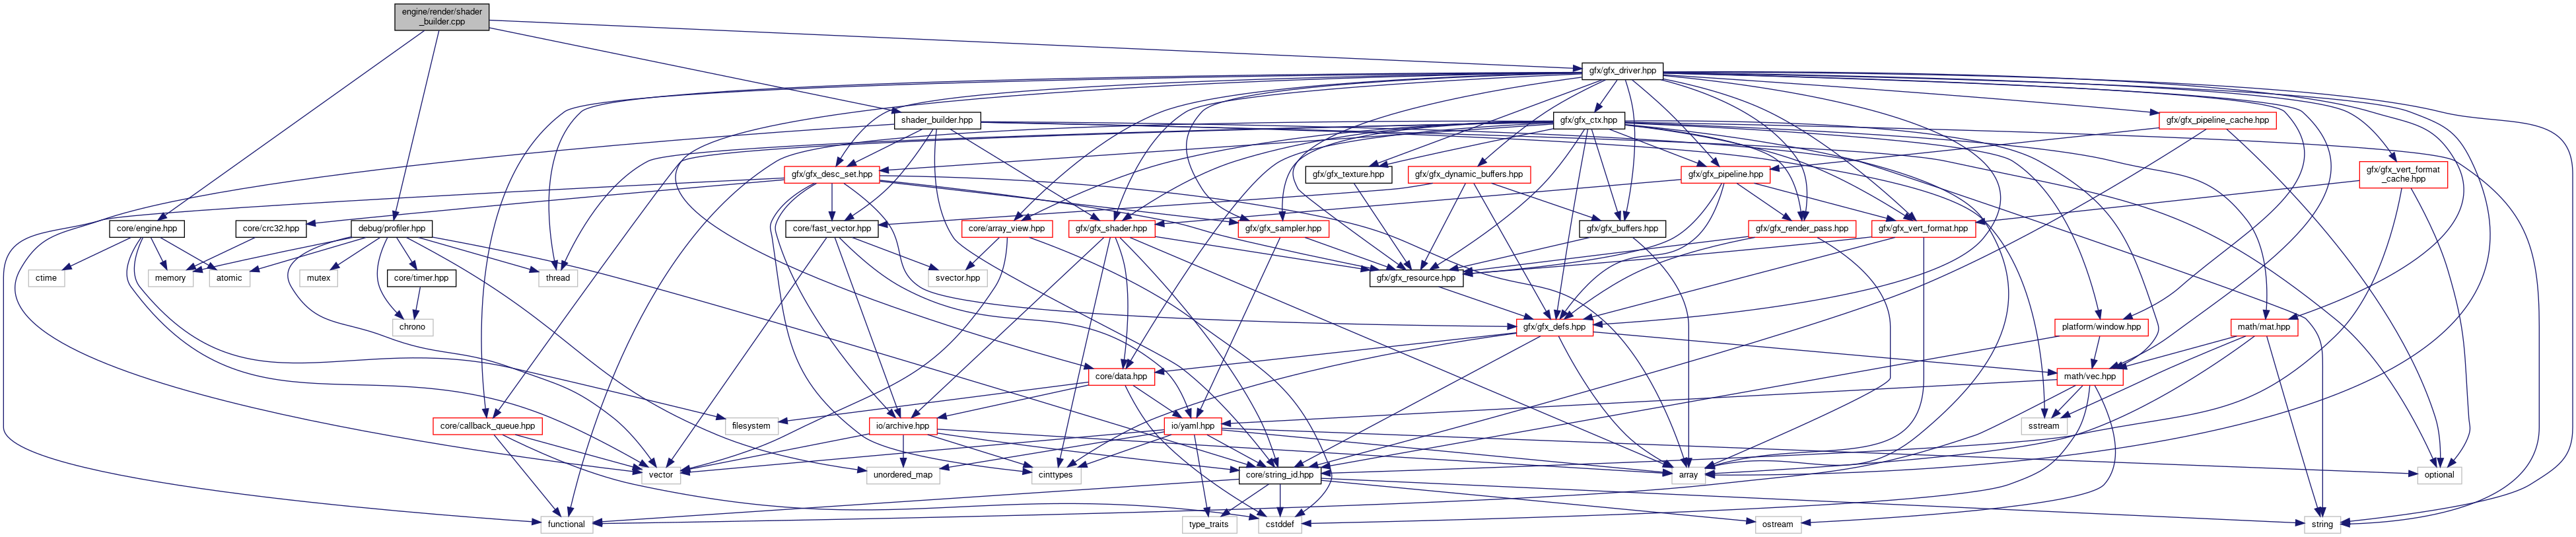 engine/render/shader
_builder.cpp
gfx/gfx_driver.hpp
shader_builder.hpp
gfx/gfx_ctx.hpp
gfx/gfx_pipeline_cache.hpp
gfx/gfx_desc_set.hpp
gfx/gfx_texture.hpp
gfx/gfx_dynamic_buffers.hpp
gfx/gfx_pipeline.hpp
gfx/gfx_vert_format
_cache.hpp
core/engine.hpp
core/crc32.hpp
debug/profiler.hpp
core/fast_vector.hpp
core/array_view.hpp
gfx/gfx_shader.hpp
gfx/gfx_sampler.hpp
gfx/gfx_buffers.hpp
gfx/gfx_render_pass.hpp
gfx/gfx_vert_format.hpp
ctime
memory
atomic
mutex
core/timer.hpp
thread
svector.hpp
gfx/gfx_resource.hpp
chrono
gfx/gfx_defs.hpp
platform/window.hpp
math/mat.hpp
core/data.hpp
math/vec.hpp
core/callback_queue.hpp
filesystem
io/archive.hpp
io/yaml.hpp
sstream
vector
unordered_map
cinttypes
core/string_id.hpp
array
optional
functional
type_traits
cstddef
ostream
string